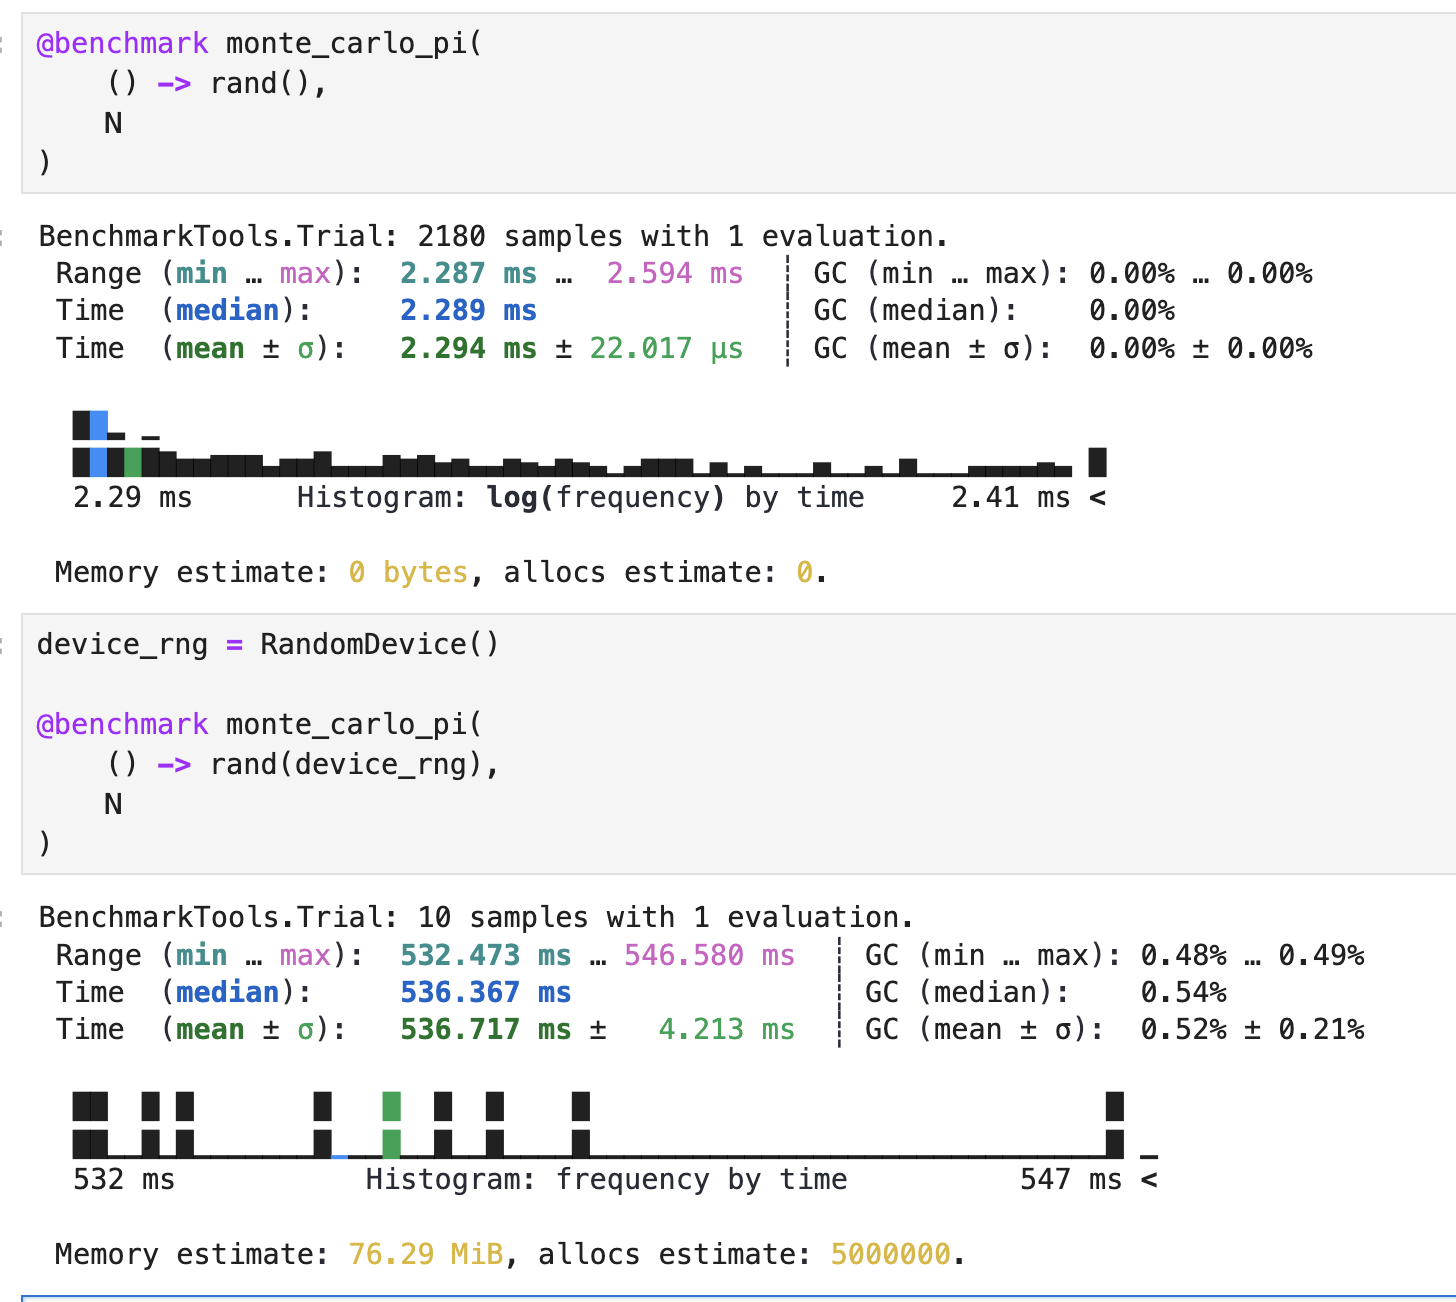 @benchmark monte_carlo_pi(
    () -> rand(),
    N
)
BenchmarkTools.Trial: 2180 samples with 1 evaluation.
 Range (min … max):  2.287 ms …  2.594 ms  ┊ GC (min … max): 0.00% … 0.00%
 Time  (median):     2.289 ms              ┊ GC (median):    0.00%
 Time  (mean ± σ):   2.294 ms ± 22.017 μs  ┊ GC (mean ± σ):  0.00% ± 0.00%
2.29 ms      Histogram: log(frequency) by time     2.41 ms <
 Memory estimate: 0 bytes, allocs estimate: 0.
device_rng = RandomDevice()
@benchmark monte_carlo_pi(
    () -> rand(device_rng),
    N
)
BenchmarkTools.Trial: 10 samples with 1 evaluation.
 Range (min … max):  532.473 ms … 546.580 ms  ┊ GC (min … max): 0.48% … 0.49%
 Time  (median):     536.367 ms               ┊ GC (median):    0.54%
 Time  (mean ± σ):   536.717 ms ±   4.213 ms  ┊ GC (mean ± σ):  0.52% ± 0.21%
532 ms           Histogram: frequency by time          547 ms <
 Memory estimate: 76.29 MiB, allocs estimate: 5000000.